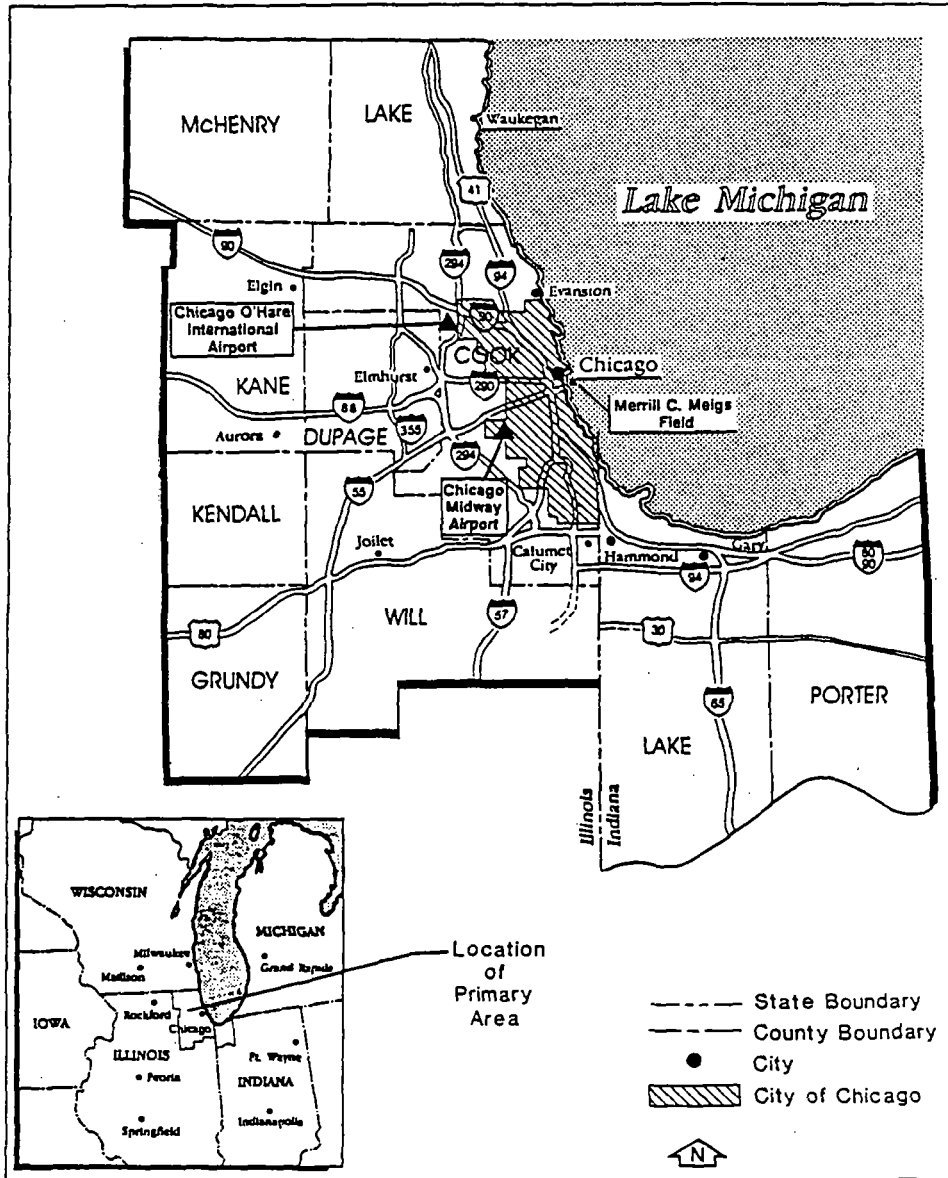 McHENRY
LAKE
Waukegan
41
Lake Michigan
90
294
94
Elgin
Evanston
Chicago O'Hare
International
Airport
90
COOK
Chicago
Elmhurst
290
KANE
88
Merrill C. Meigs
Field
355
Aurora
DUPAGE
294
Chicago
Midway
Airport
55
KENDALL
Joilet
Calumet
City
Hammond
Gary
80
90
94
WILL
57
80
30
GRUNDY
65
PORTER
LAKE
Illinois
Indiana
WISCONSIN
MICHIGAN
Milwaukee
Madison
Grand Rapids
Location
of
Primary
Area
Rockford
Chicago
IOWA
ILLINOIS
Ft. Wayne
Peoria
INDIANA
Springfield
Indianapolis
State Boundary
County Boundary
City
City of Chicago
N